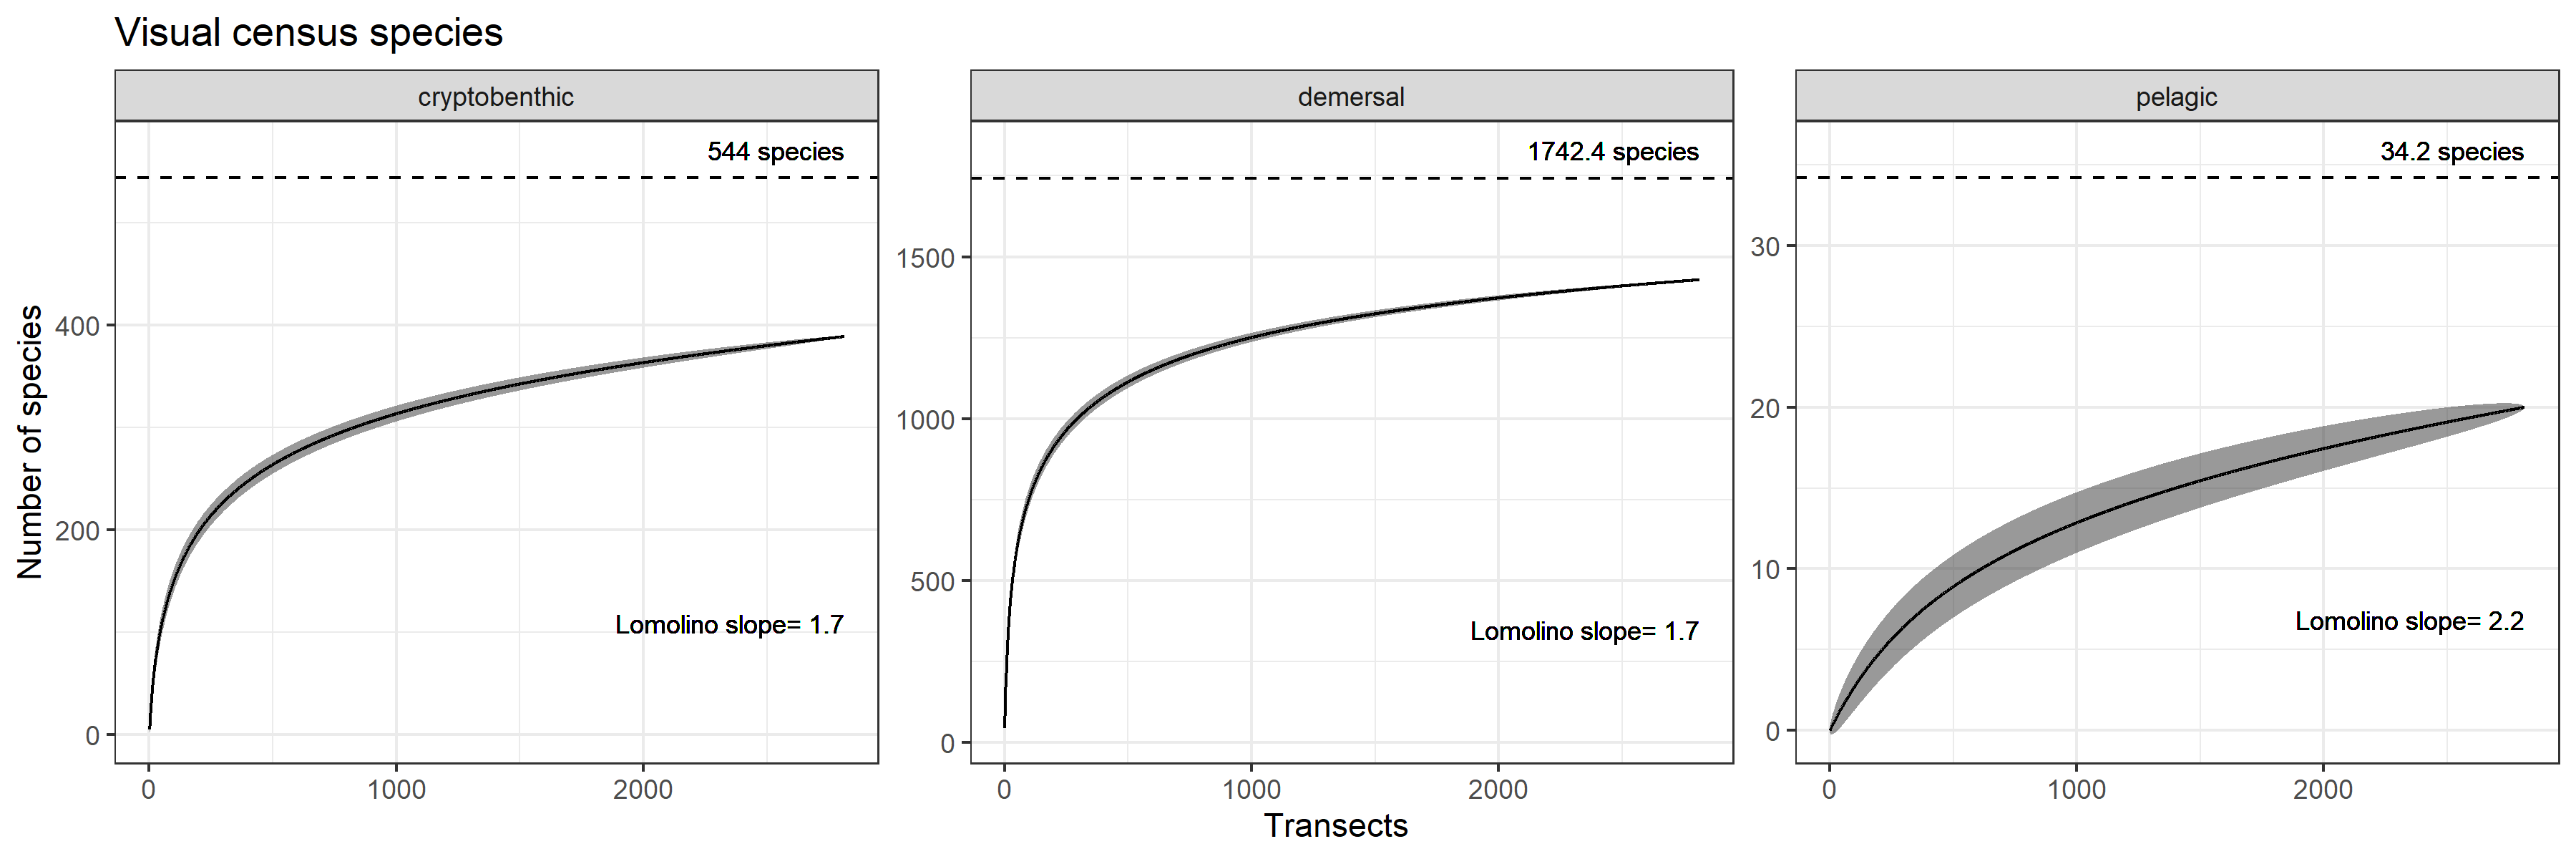 Visual census species
cryptobenthic
demersal
pelagic
544 species
1742.4 species
34.2 species
Number of species
400
200
0
1500
1000
500
0
30
20
10
0
Lomolino slope= 1.7
Lomolino slope= 1.7
Lomolino slope= 2.2
0
1000
2000
0
1000
2000
0
1000
2000
Transects